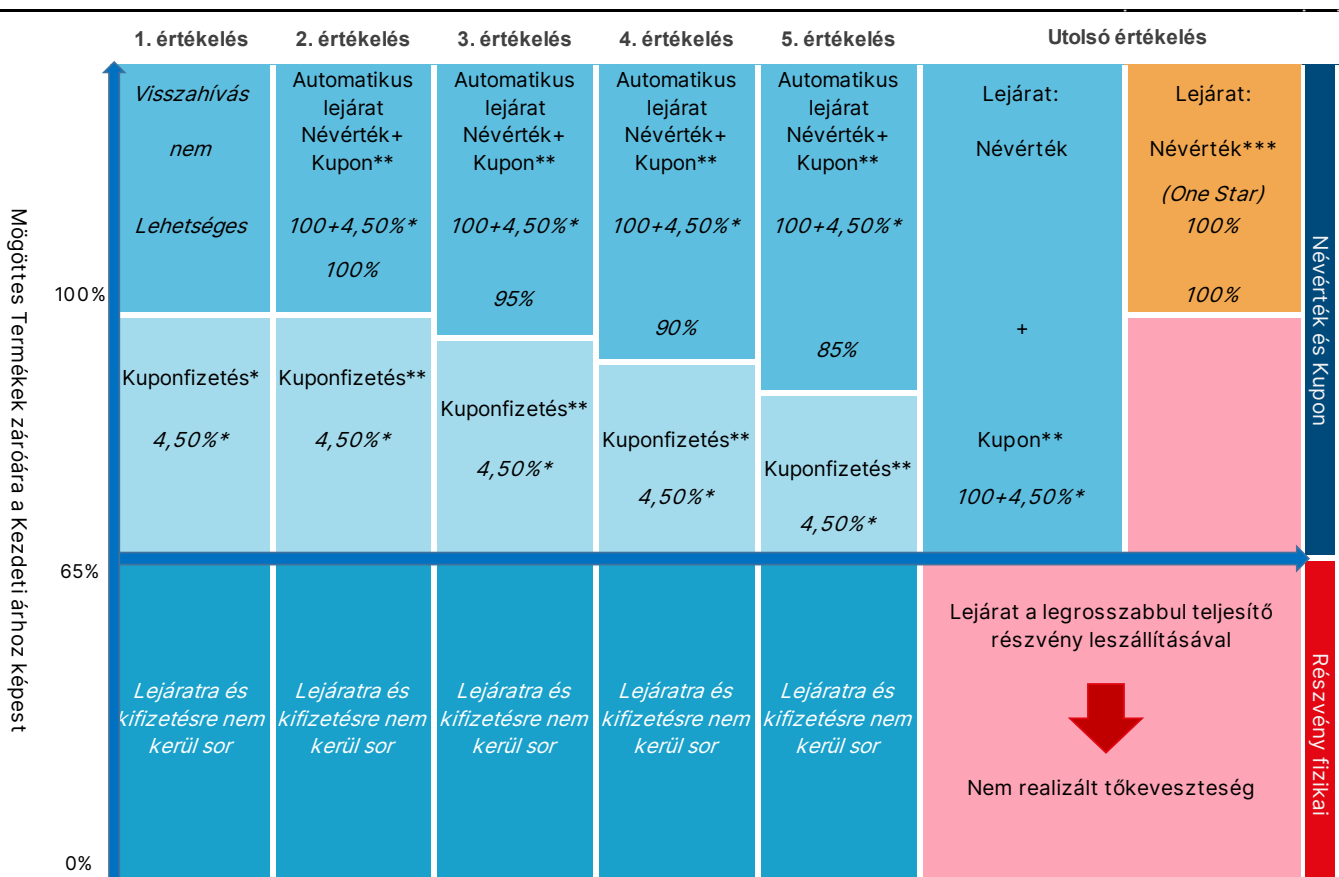 1. értékelés
2. értékelés
3. értékelés
4. értékelés
5. értékelés
Utolsó értékelés
Mögöttes Termékek záróára a Kezdeti árhoz képest
100%
65%
0%
Visszahívás
nem
Lehetséges
Kuponfizetés*
4,50%*
Lejáratra és
kifizetésre nem
kerül sor
Automatikus
lejárat
Névérték+
Kupon**
100+4,50%*
100%
Kuponfizetés**
4,50%*
Lejáratra és
kifizetésre nem
kerül sor
Automatikus
lejárat
Névérték+
Kupon**
100+4,50%*
95%
Kuponfizetés**
4,50%*
Lejáratra és
kifizetésre nem
kerül sor
Automatikus
lejárat
Névérték+
Kupon**
100+4,50%*
90%
Kuponfizetés**
4,50%*
Lejáratra és
kifizetésre nem
kerül sor
Automatikus
lejárat
Névérték+
Kupon**
100+4,50%*
85%
Kuponfizetés**
4,50%*
Lejáratra és
kifizetésre nem
kerül sor
Lejárat:
Névérték
+
Kupon**
100+4,50%*
Lejárat:
Névérték***
(One Star)
100%
100%
Lejárat a legrosszabbul teljesítő
részvény leszállításával
Nem realizált tőkeveszteség
Névérték és Kupon
Részvény fizikai